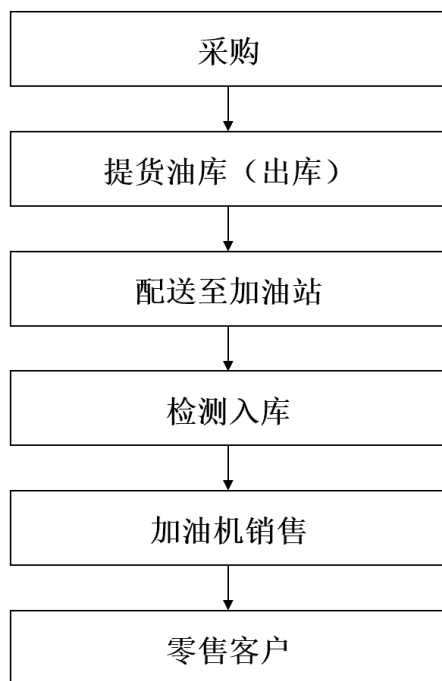 采购
提货油库（出库）
配送至加油站
检测入库
加油机销售
零售客户